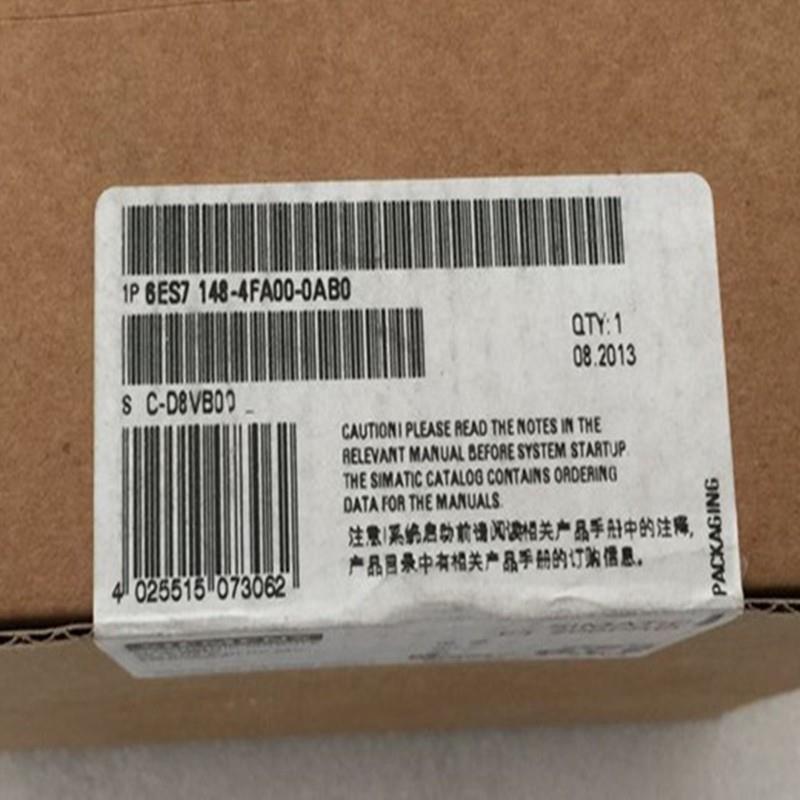 1P 6ES7 148-4FA00-0AB0
QTY: 1
08.2013
S C-D8VB00
CAUTION! PLEASE READ THE NOTES IN THE
RELEVANT MANUAL BEFORE SYSTEM STARTUP.
THE SIMATIC CATALOG CONTAINS ORDERING
DATA FOR THE MANUALS.
注意!系统启动前请阅读相关产品手册中的注释,
产品目录中有相关产品手册的订购信息。
4 025515 073062
PACKAGING